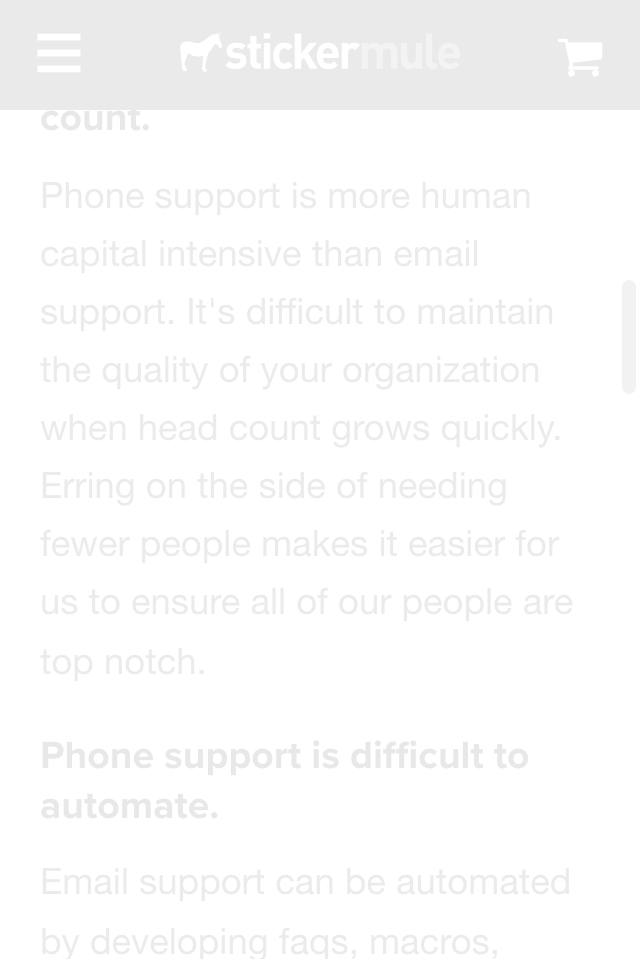 stickermule
count.
Phone support is more human
capital intensive than email
support. It's difficult to maintain
the quality of your organization
when head count grows quickly.
Erring on the side of needing
fewer people makes it easier for
us to ensure all of our people are
top notch.
Phone support is difficult to
automate.
Email support can be automated
by developing faqs, macros,